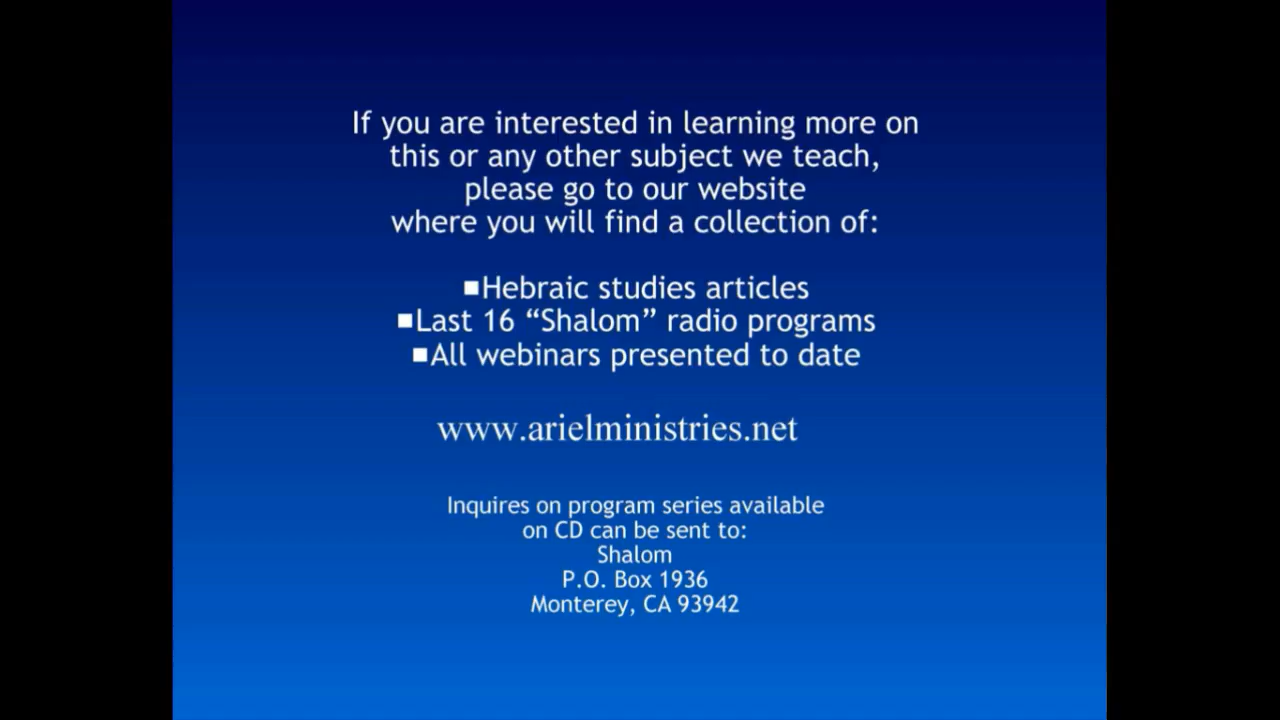 If you are interested in learning more on
this or any other subject we teach,
please go to our website
where you will find a collection of:
▪Hebraic studies articles
▪Last 16 “Shalom” radio programs
▪All webinars presented to date
www.arielministries.net
Inquires on program series available
on CD can be sent to:
Shalom
P.O. Box 1936
Monterey, CA 93942